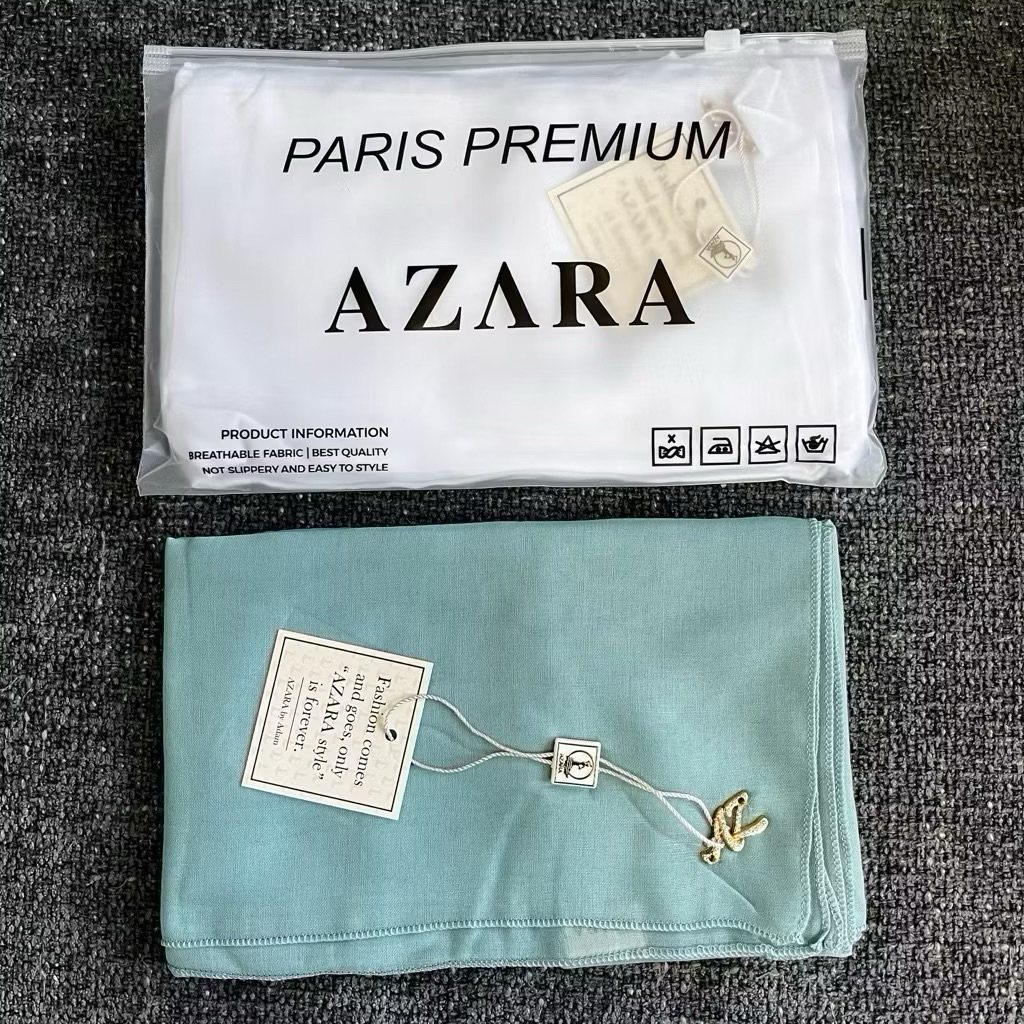 PARIS PREMIUM
AZARA
PRODUCT INFORMATION
BREATHABLE FABRIC | BEST QUALITY
NOT SLIPPERY AND EASY TO STYLE
Fashion comes
and goes, only
"AZARA style"
is forever.
AZARA by Adam
AZARA